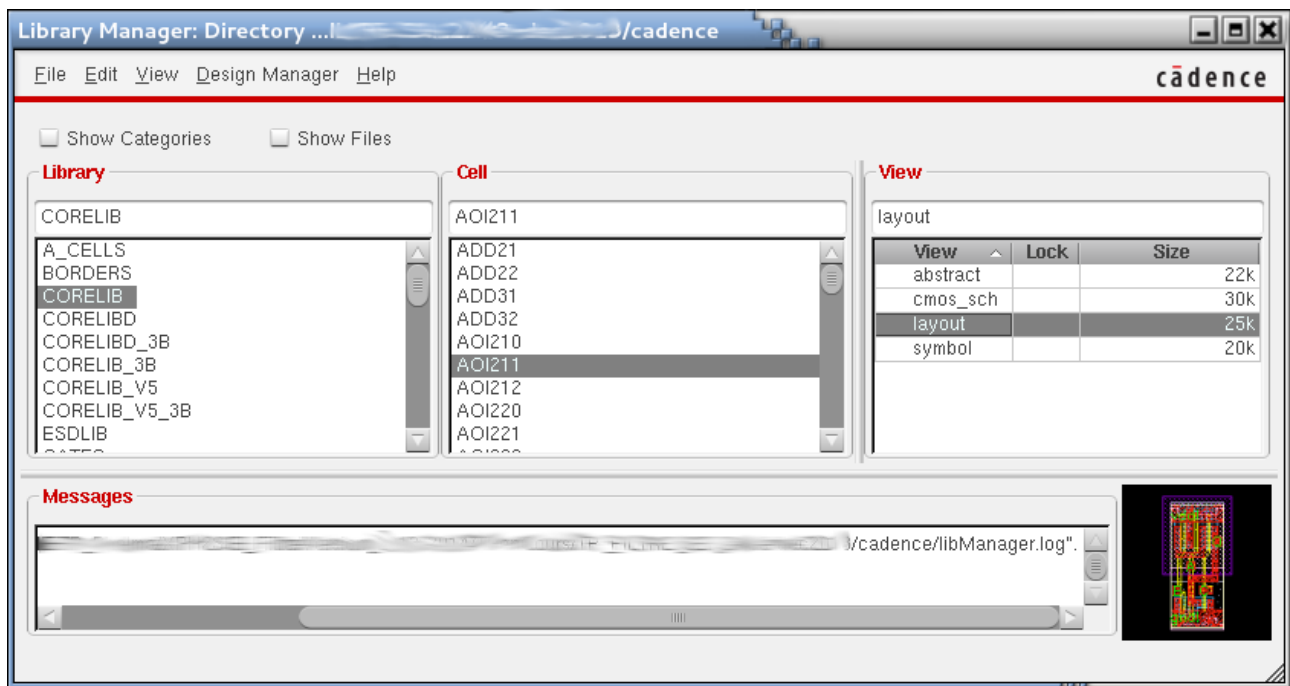 Library Manager: Directory ... /cadence
File Edit View Design Manager Help
cādence
Show Categories Show Files
Library
CORELIB
A_CELLS
BORDERS
CORELIB
CORELIBD
CORELIBD_3B
CORELIB_3B
CORELIB_V5
CORELIB_V5_3B
ESDLIB
Cell
AOI211
ADD21
ADD22
ADD31
ADD32
AOI210
AOI211
AOI212
AOI220
AOI221
View
layout
View Lock Size
abstract 22k
cmos_sch 30k
layout 25k
symbol 20k
Messages
/cadence/libManager.log".